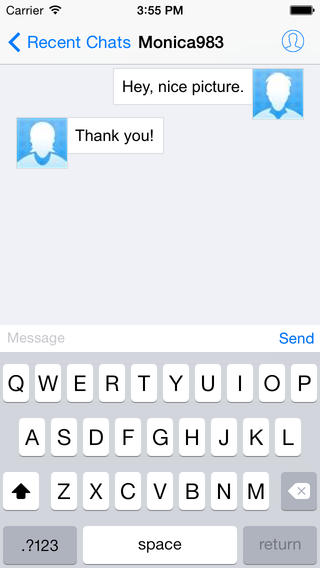 Carrier 3:55 PM
Recent Chats Monica983
Hey, nice picture.
Thank you!
Message Send
Q W E R T Y U I O P
A S D F G H J K L
Z X C V B N M
.?123 space return